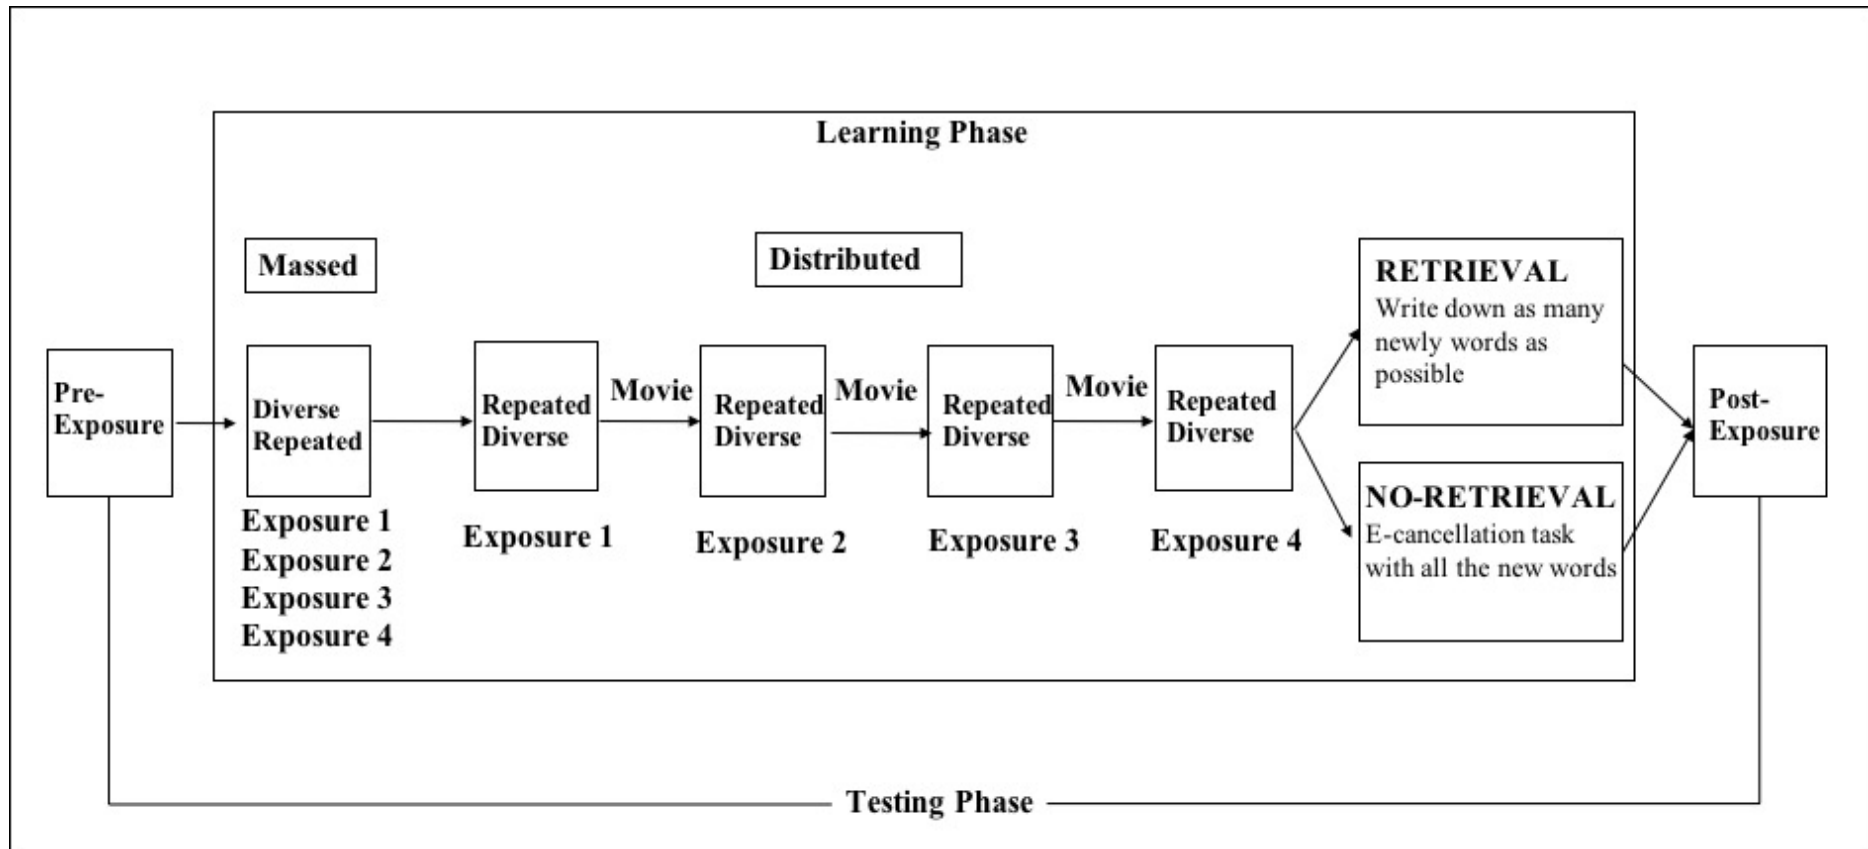 Learning Phase
Massed
Distributed
Pre-
Exposure
Diverse
Repeated
Exposure 1
Exposure 2
Exposure 3
Exposure 4
Repeated
Diverse
Exposure 1
Movie
Repeated
Diverse
Exposure 2
Movie
Repeated
Diverse
Exposure 3
Movie
Repeated
Diverse
Exposure 4
RETRIEVAL
Write down as many
newly words as
possible
NO-RETRIEVAL
E-cancellation task
with all the new words
Post-
Exposure
Testing Phase